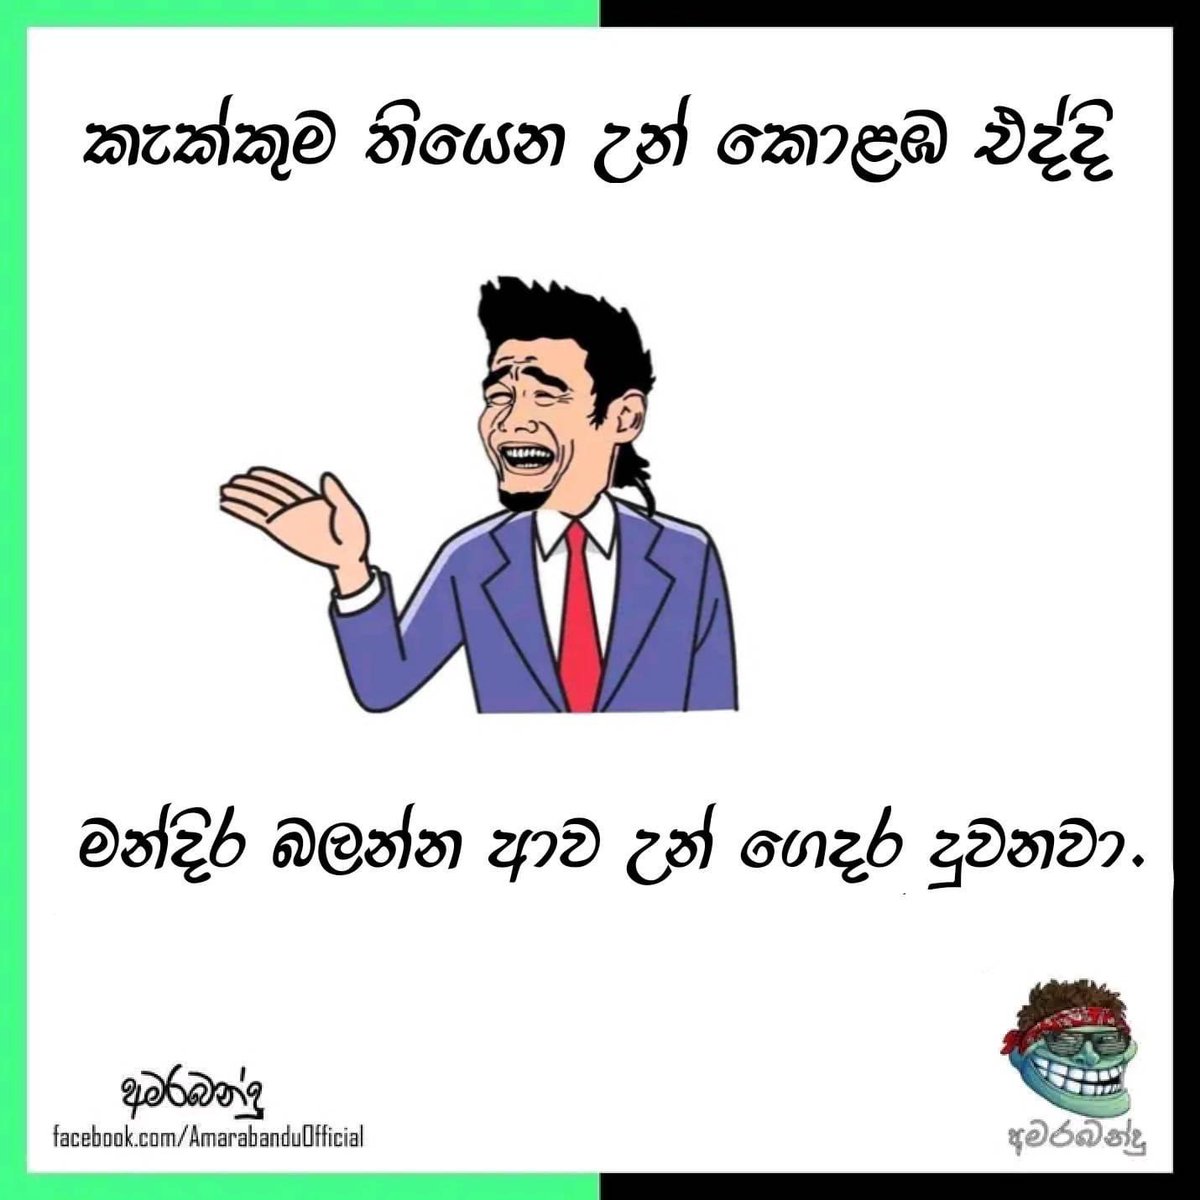 කැක්කුම තියෙන උන් කොළඹ එද්දි
මන්දිර බලන්න ආව උන් ගෙදර දුවනවා.
අමරබන්දු
facebook.com/AmarabanduOfficial
අමරබන්දු